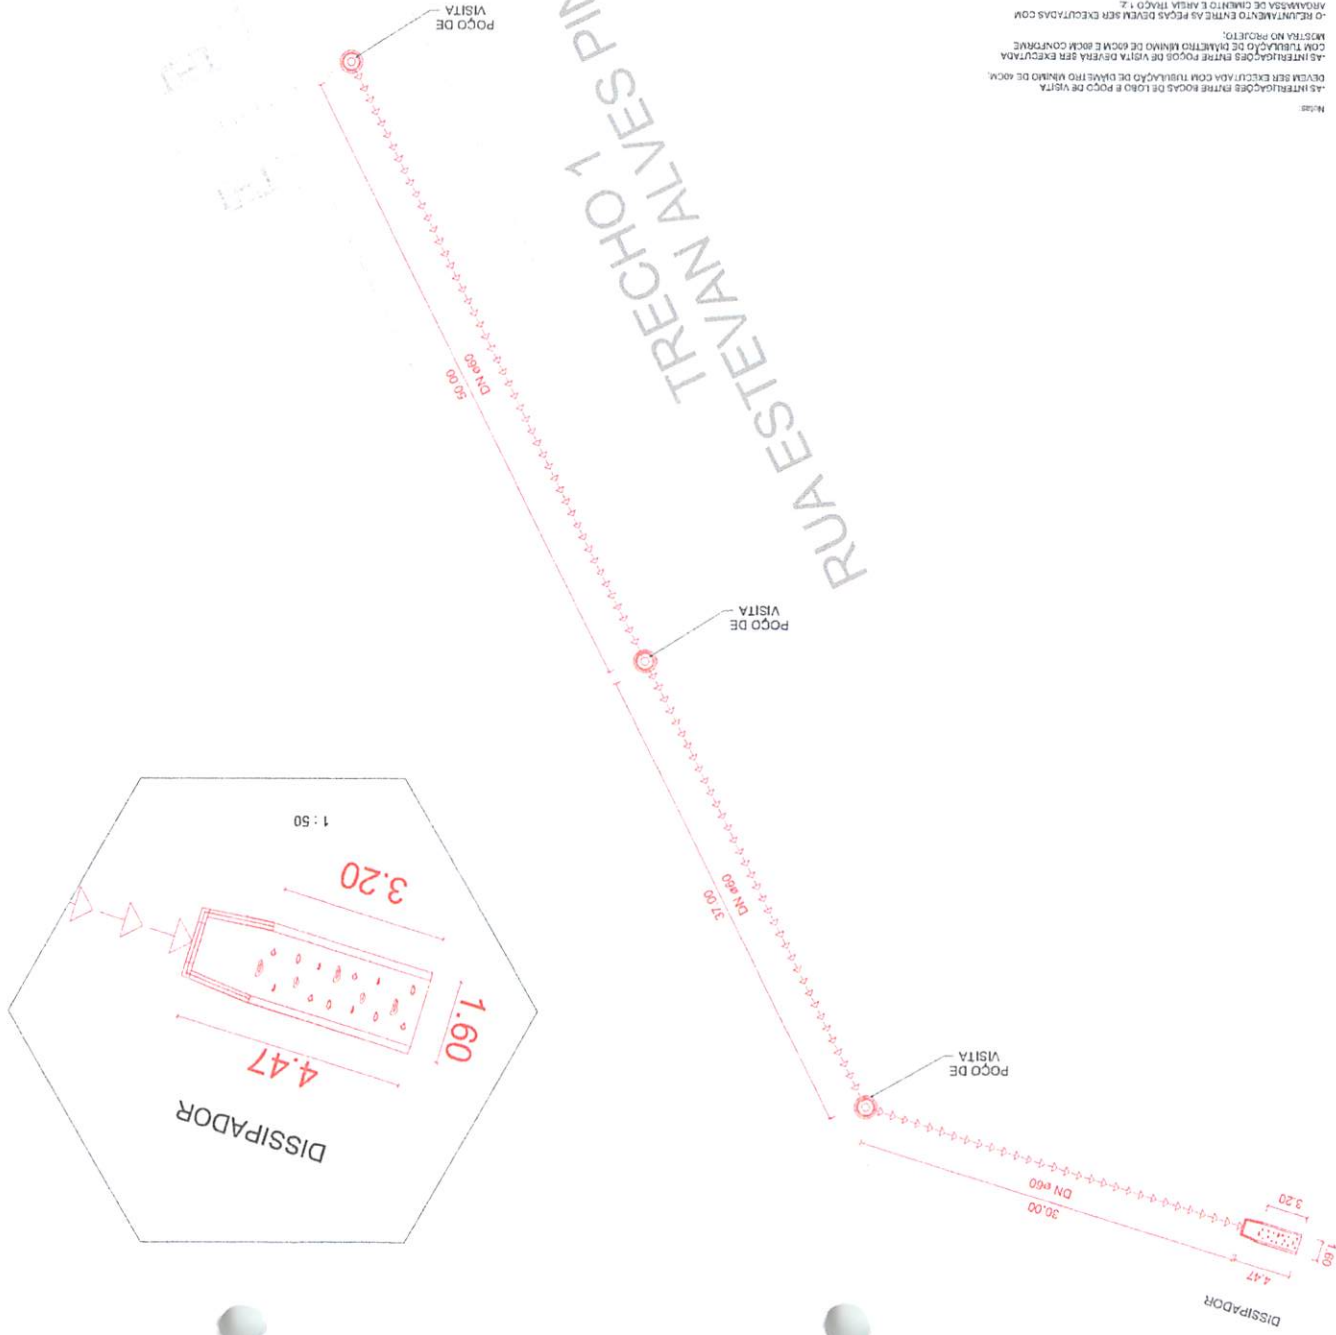 DISSIPADOR
4.47
1.60
3.20
30.00
DN ø60
POÇO DE
VISITA
37.00
DN ø60
DISSIPADOR
4.47
1.60
3.20
1 : 50
POÇO DE
VISITA
50.00
DN ø60
RUA ESTEVAN ALVES PIN
TRECHO 1
POÇO DE
VISITA
Notas:
-AS INTERLIGAÇÕES ENTRE BOCAS DE LOBO E POÇO DE VISITA
DEVEM SER EXECUTADA COM TUBULAÇÃO DE DIÂMETRO MÍNIMO DE 40CM;
-AS INTERLIGAÇÕES ENTRE POÇOS DE VISITA DEVERÁ SER EXECUTADA
COM TUBULAÇÃO DE DIÂMETRO MÍNIMO DE 60CM E 80CM CONFORME
MOSTRA NO PROJETO;
-O REJUNTAMENTO ENTRE AS PEÇAS DEVEM SER EXECUTADAS COM
ARGAMASSA DE CIMENTO E AREIA TRAÇO 1:2.